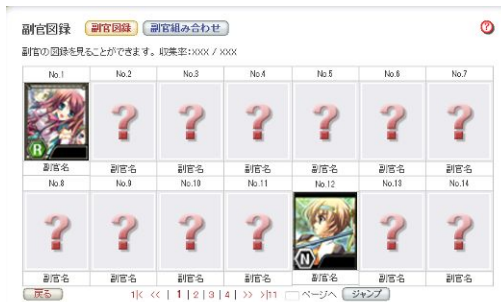 副官図録 副官図録 副官組み合わせ ?
副官の図録を見ることができます。収集率:xxx / xxx
No.1 No.2 No.3 No.4 No.5 No.6 No.7
R ? ? ? ? ? ?
副官名 副官名 副官名 副官名 副官名 副官名 副官名
No.8 No.9 No.10 No.11 No.12 No.13 No.14
? ? ? ? N ? ?
副官名 副官名 副官名 副官名 副官名 副官名 副官名
戻る 1|< << | 1 | 2 | 3 | 4 | >> >|11 ページへ ジャンプ